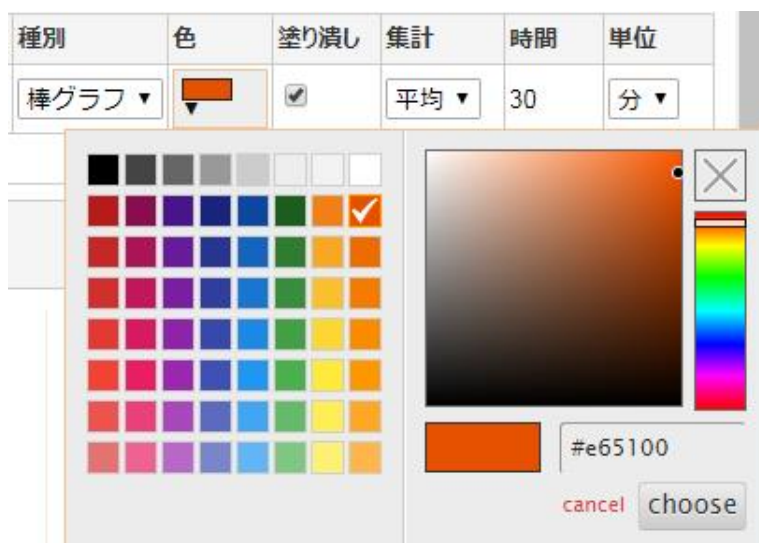 種別 色 塗り潰し 集計 時間 単位
棒グラフ 平均 30 分
#e65100
cancel choose